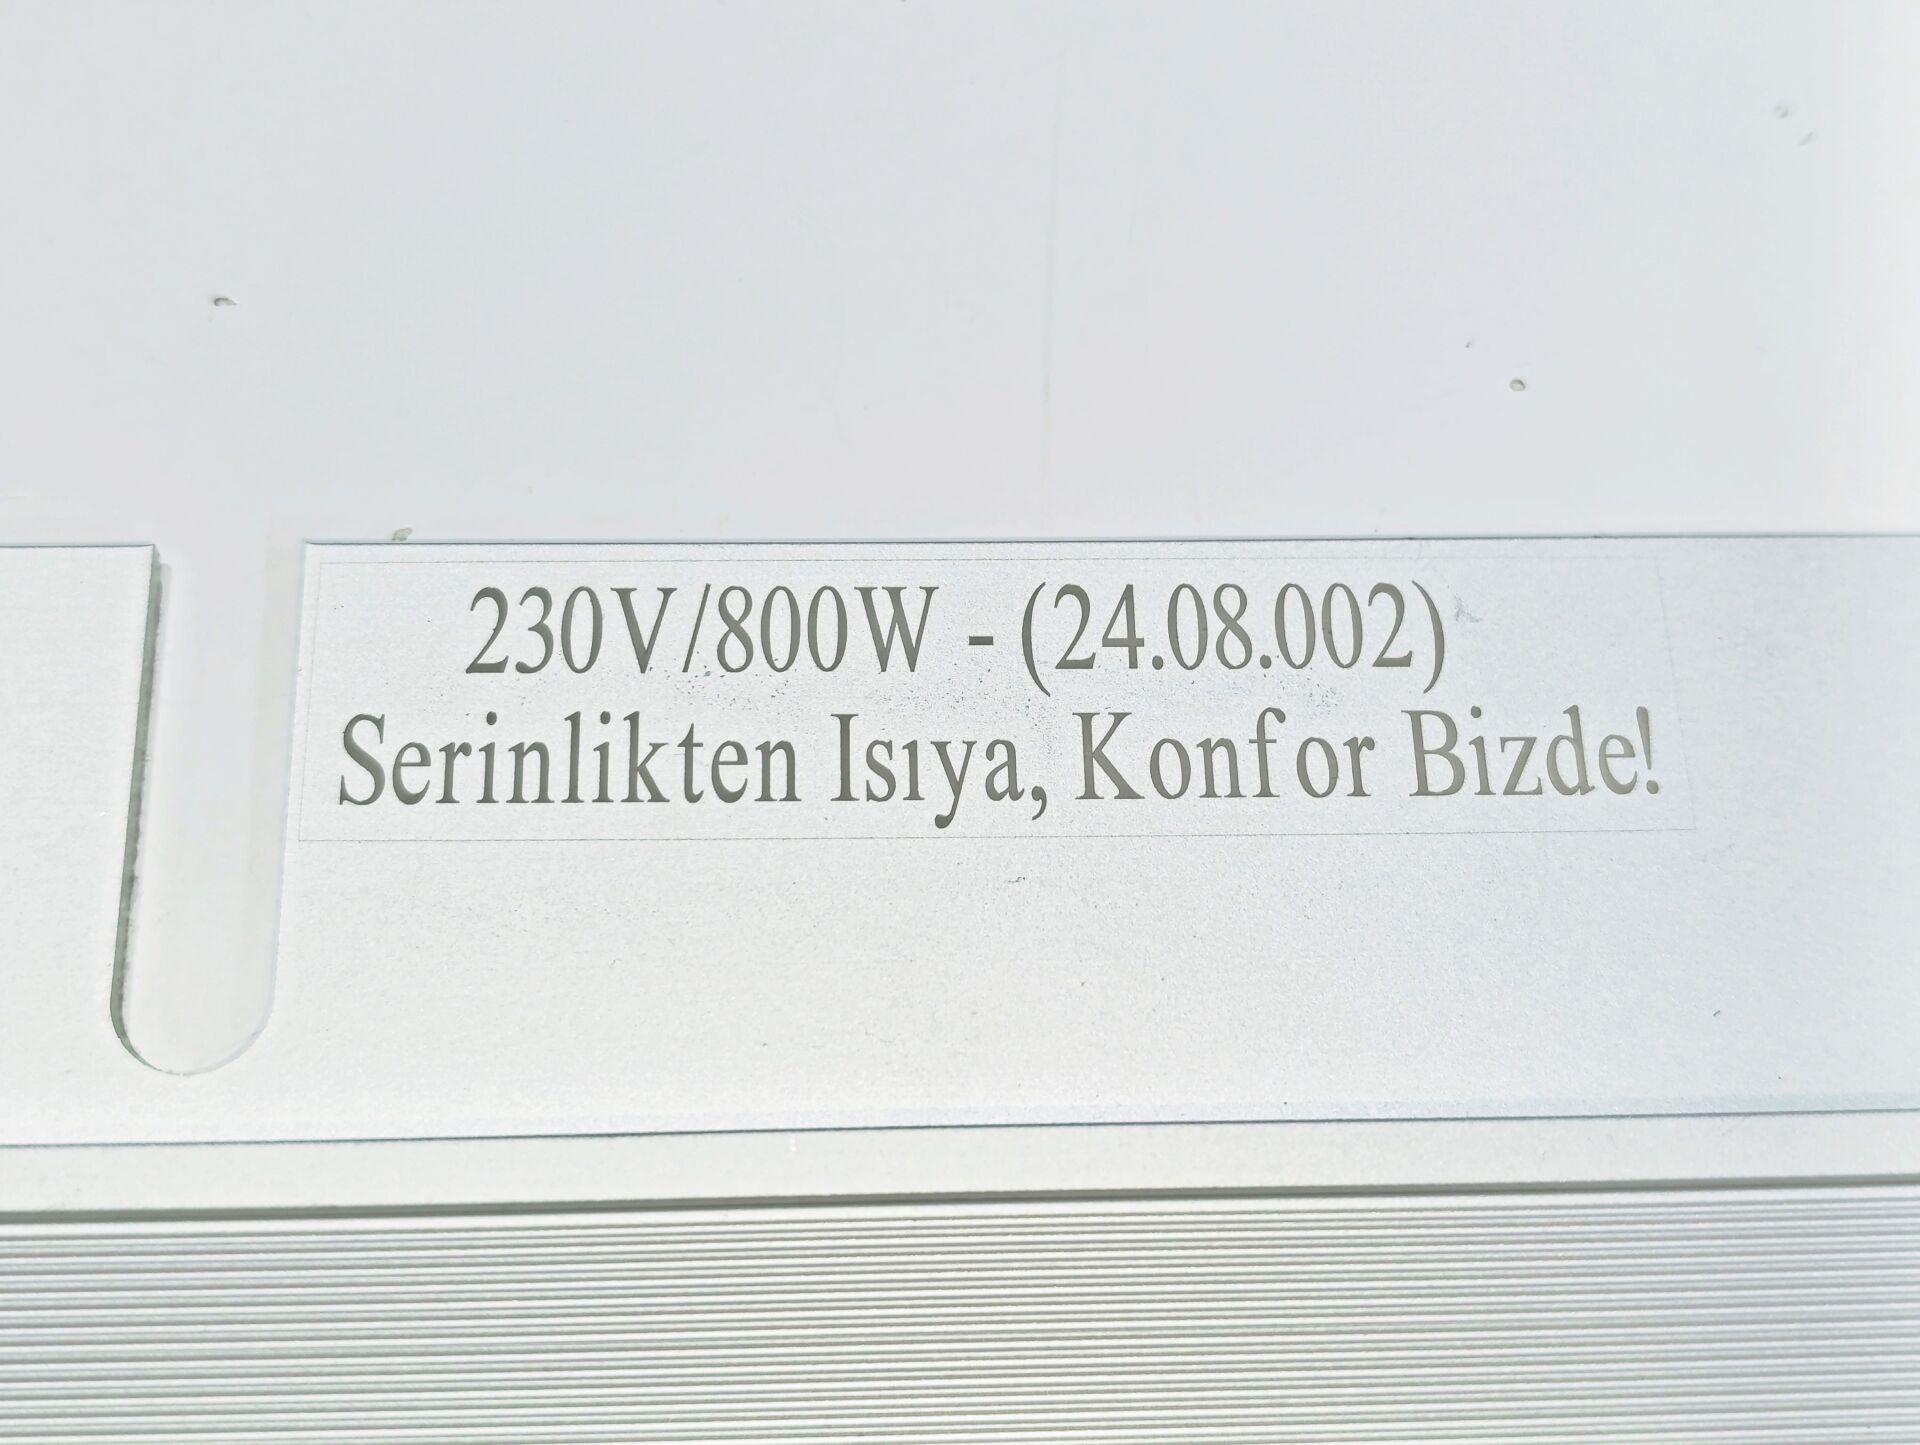 230V/800W - (24.08.002)
Serinlikten Isıya, Konfor Bizde!